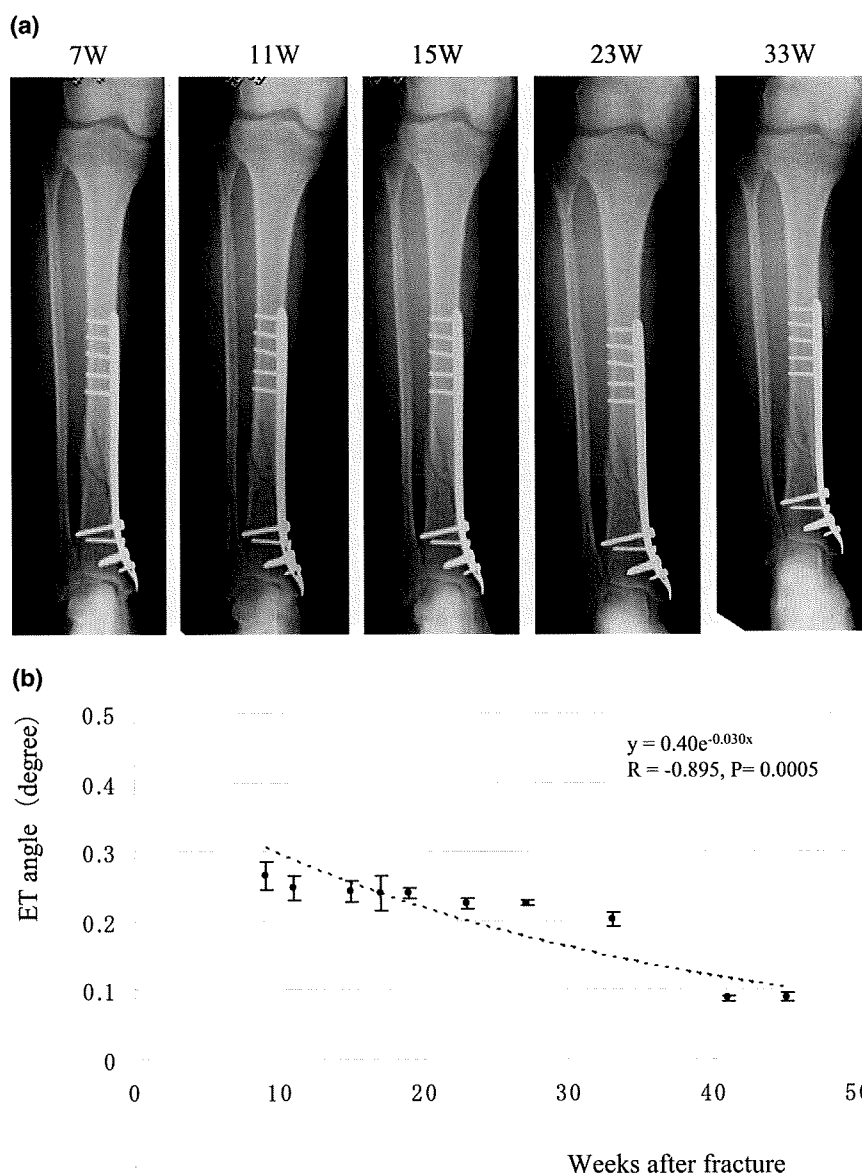 (a)
7W 11W 15W 23W 33W
(b)
ET angle (degree)
0.5
0.4
0.3
0.2
0.1
0
y = 0.40e^-0.030x
R = -0.895, P= 0.0005
0 10 20 30 40 50
Weeks after fracture